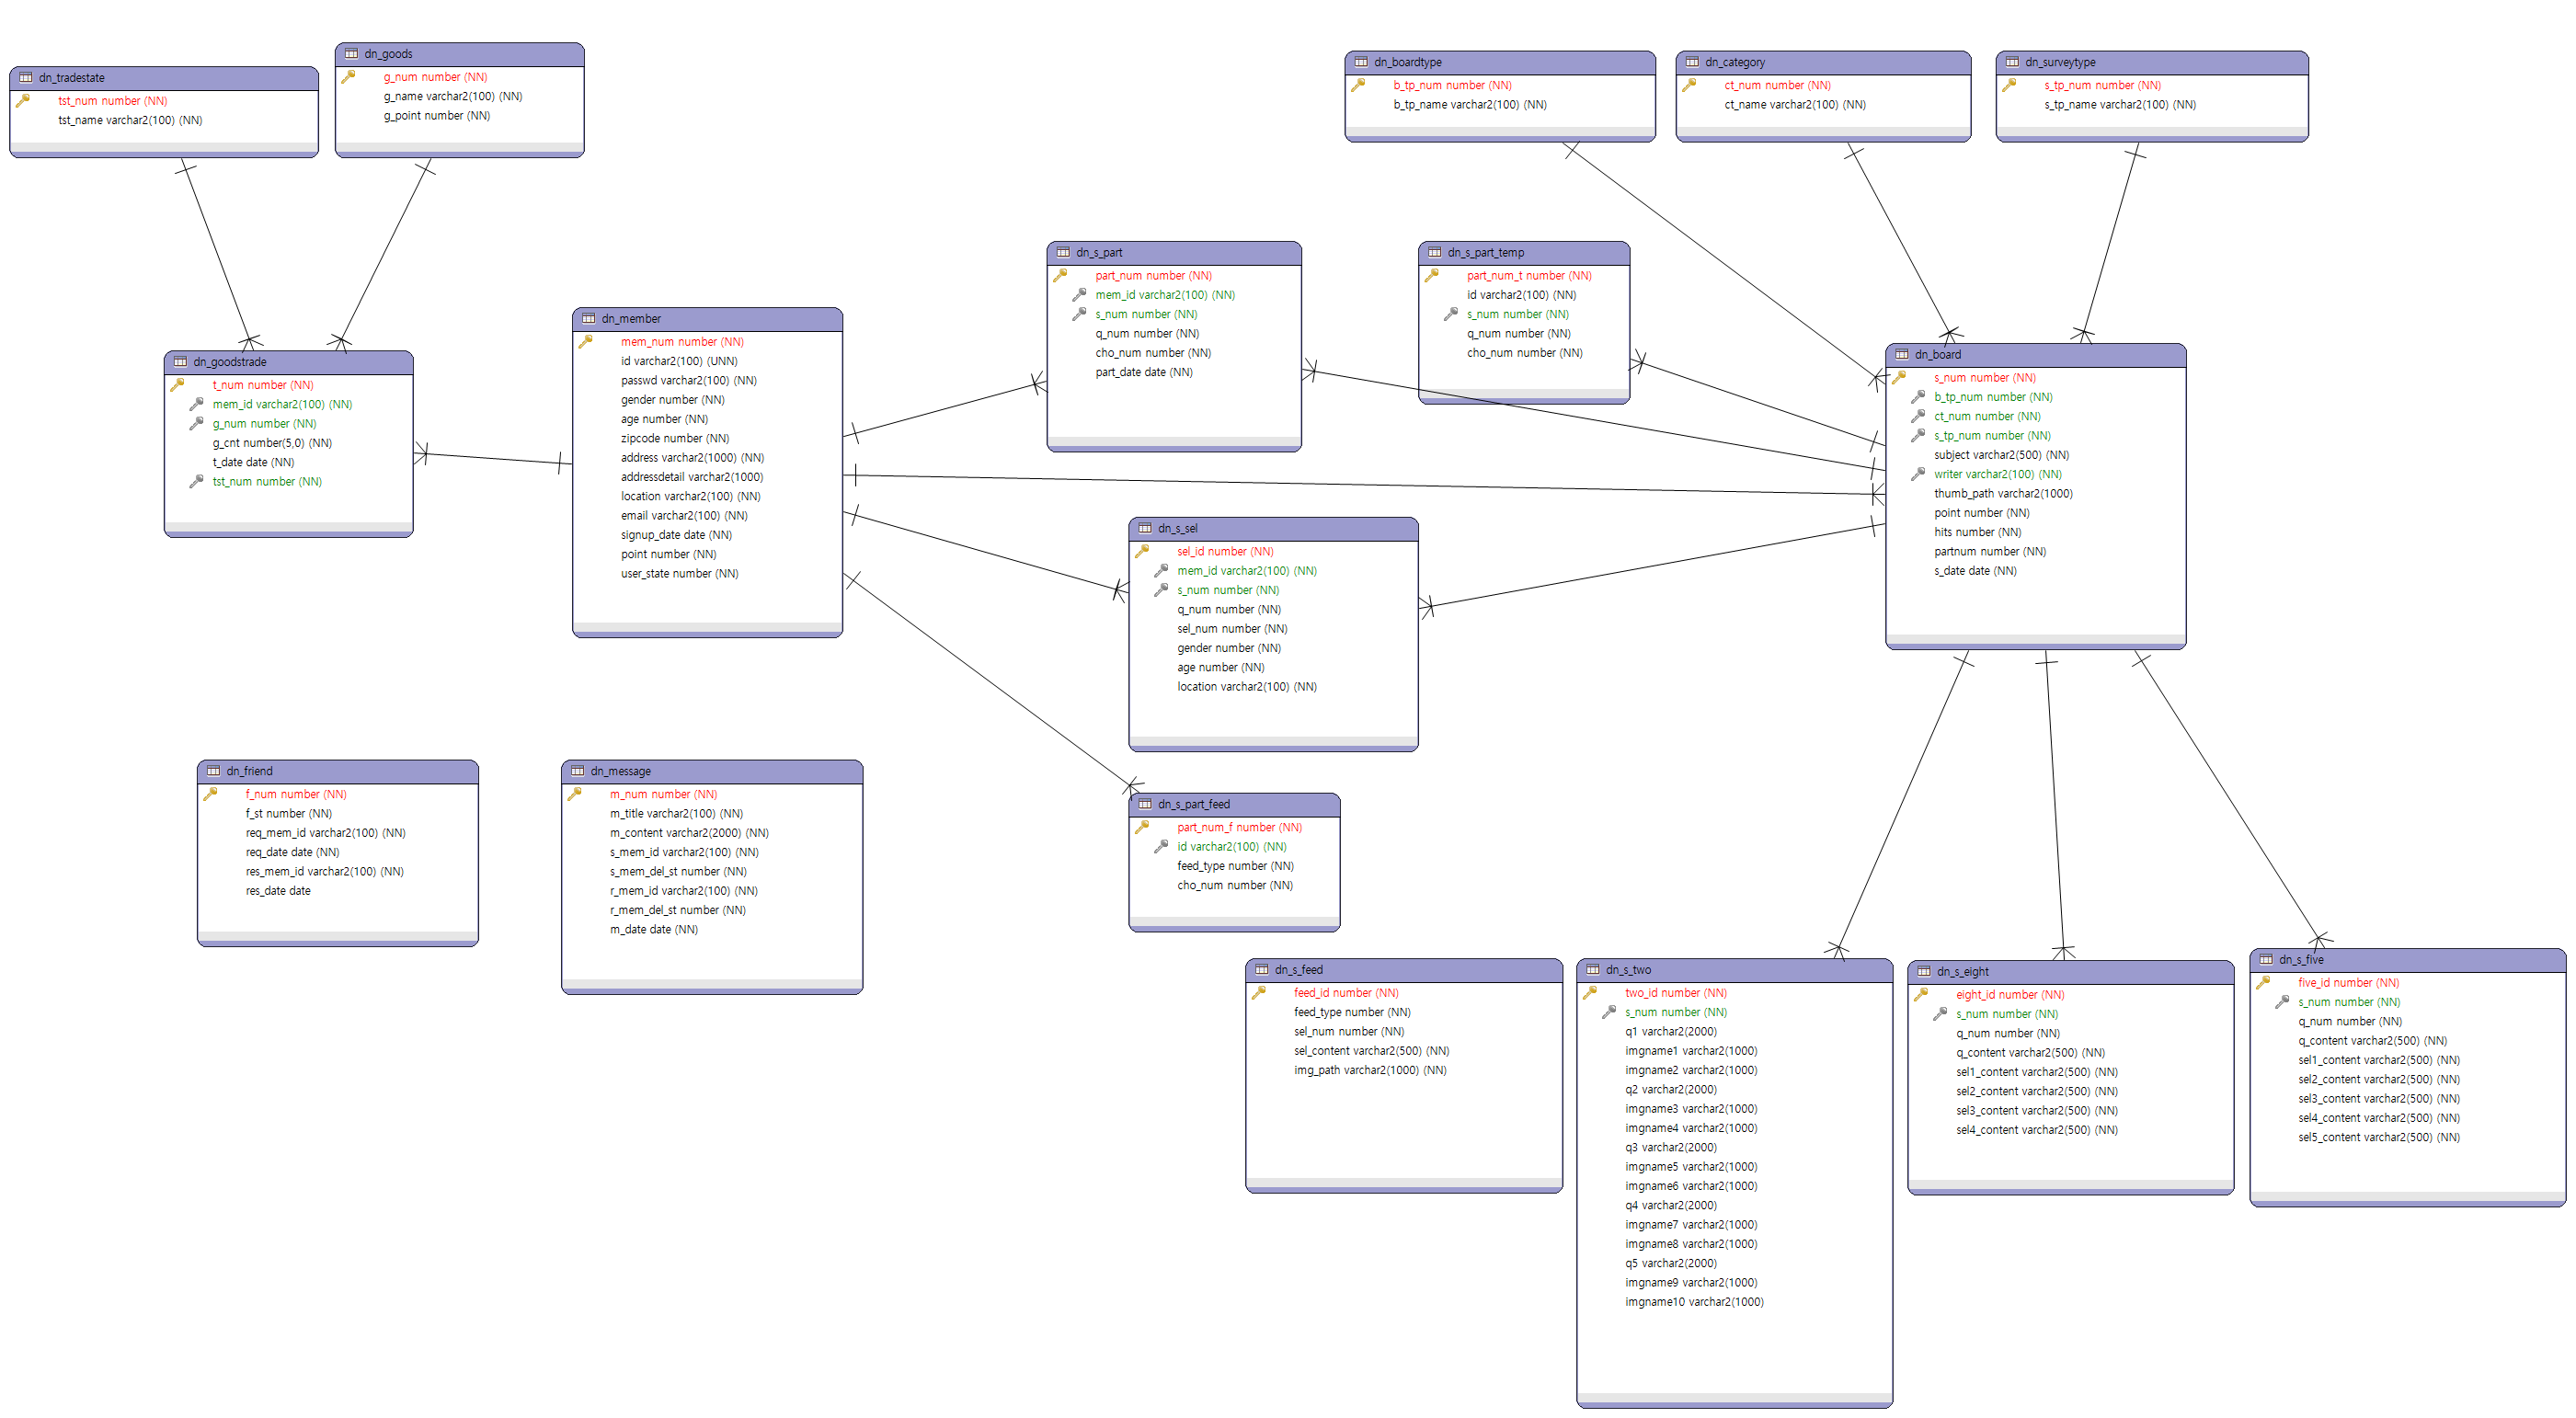 dn_tradestate
tst_num number (NN)
tst_name varchar2(100) (NN)
dn_goods
g_num number (NN)
g_name varchar2(100) (NN)
g_point number (NN)
dn_boardtype
b_tp_num number (NN)
b_tp_name varchar2(100) (NN)
dn_category
ct_num number (NN)
ct_name varchar2(100) (NN)
dn_surveytype
s_tp_num number (NN)
s_tp_name varchar2(100) (NN)
dn_s_part
part_num number (NN)
mem_id varchar2(100) (NN)
s_num number (NN)
q_num number (NN)
cho_num number (NN)
part_date date (NN)
dn_s_part_temp
part_num_t number (NN)
id varchar2(100) (NN)
s_num number (NN)
q_num number (NN)
cho_num number (NN)
dn_member
mem_num number (NN)
id varchar2(100) (UNN)
passwd varchar2(100) (NN)
gender number (NN)
age number (NN)
zipcode number (NN)
address varchar2(1000) (NN)
addressdetail varchar2(1000)
location varchar2(100) (NN)
email varchar2(100) (NN)
signup_date date (NN)
point number (NN)
user_state number (NN)
dn_goodstrade
t_num number (NN)
mem_id varchar2(100) (NN)
g_num number (NN)
g_cnt number(5,0) (NN)
t_date date (NN)
tst_num number (NN)
dn_board
s_num number (NN)
b_tp_num number (NN)
ct_num number (NN)
s_tp_num number (NN)
subject varchar2(500) (NN)
writer varchar2(100) (NN)
thumb_path varchar2(1000)
point number (NN)
hits number (NN)
partnum number (NN)
s_date date (NN)
dn_s_sel
sel_id number (NN)
mem_id varchar2(100) (NN)
s_num number (NN)
q_num number (NN)
sel_num number (NN)
gender number (NN)
age number (NN)
location varchar2(100) (NN)
dn_friend
f_num number (NN)
f_st number (NN)
req_mem_id varchar2(100) (NN)
req_date date (NN)
res_mem_id varchar2(100) (NN)
res_date date
dn_message
m_num number (NN)
m_title varchar2(100) (NN)
m_content varchar2(2000) (NN)
s_mem_id varchar2(100) (NN)
s_mem_del_st number (NN)
r_mem_id varchar2(100) (NN)
r_mem_del_st number (NN)
m_date date (NN)
dn_s_part_feed
part_num_f number (NN)
id varchar2(100) (NN)
feed_type number (NN)
cho_num number (NN)
dn_s_feed
feed_id number (NN)
feed_type number (NN)
sel_num number (NN)
sel_content varchar2(500) (NN)
img_path varchar2(1000) (NN)
dn_s_two
two_id number (NN)
s_num number (NN)
q1 varchar2(2000)
imgname1 varchar2(1000)
imgname2 varchar2(1000)
q2 varchar2(2000)
imgname3 varchar2(1000)
imgname4 varchar2(1000)
q3 varchar2(2000)
imgname5 varchar2(1000)
imgname6 varchar2(1000)
q4 varchar2(2000)
imgname7 varchar2(1000)
imgname8 varchar2(1000)
q5 varchar2(2000)
imgname9 varchar2(1000)
imgname10 varchar2(1000)
dn_s_eight
eight_id number (NN)
s_num number (NN)
q_num number (NN)
q_content varchar2(500) (NN)
sel1_content varchar2(500) (NN)
sel2_content varchar2(500) (NN)
sel3_content varchar2(500) (NN)
sel4_content varchar2(500) (NN)
dn_s_five
five_id number (NN)
s_num number (NN)
q_num number (NN)
q_content varchar2(500) (NN)
sel1_content varchar2(500) (NN)
sel2_content varchar2(500) (NN)
sel3_content varchar2(500) (NN)
sel4_content varchar2(500) (NN)
sel5_content varchar2(500) (NN)